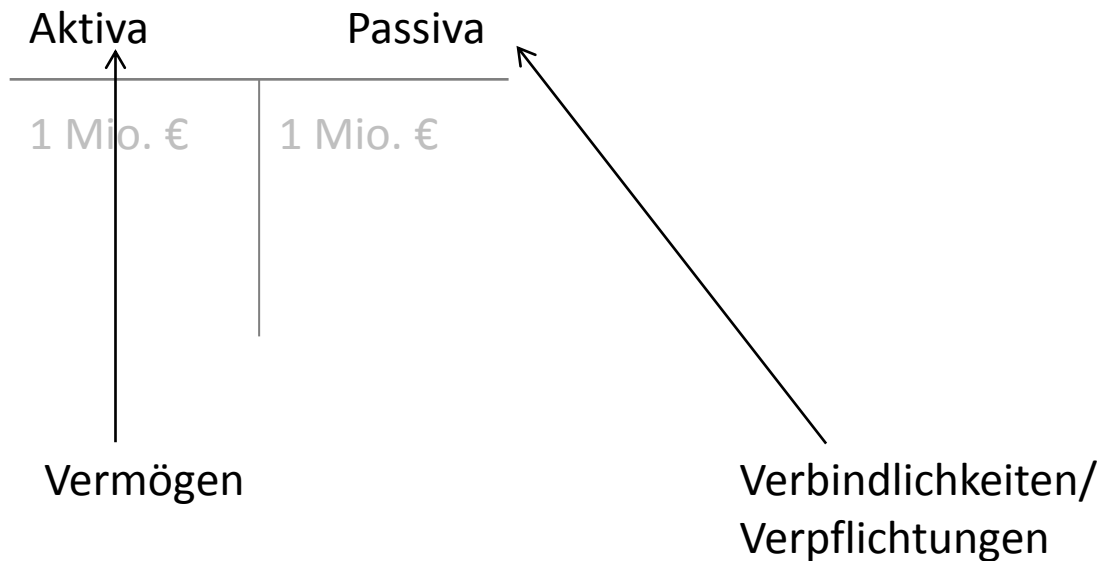 Aktiva Passiva
1 Mio. € 1 Mio. €
Vermögen Verbindlichkeiten/
Verpflichtungen